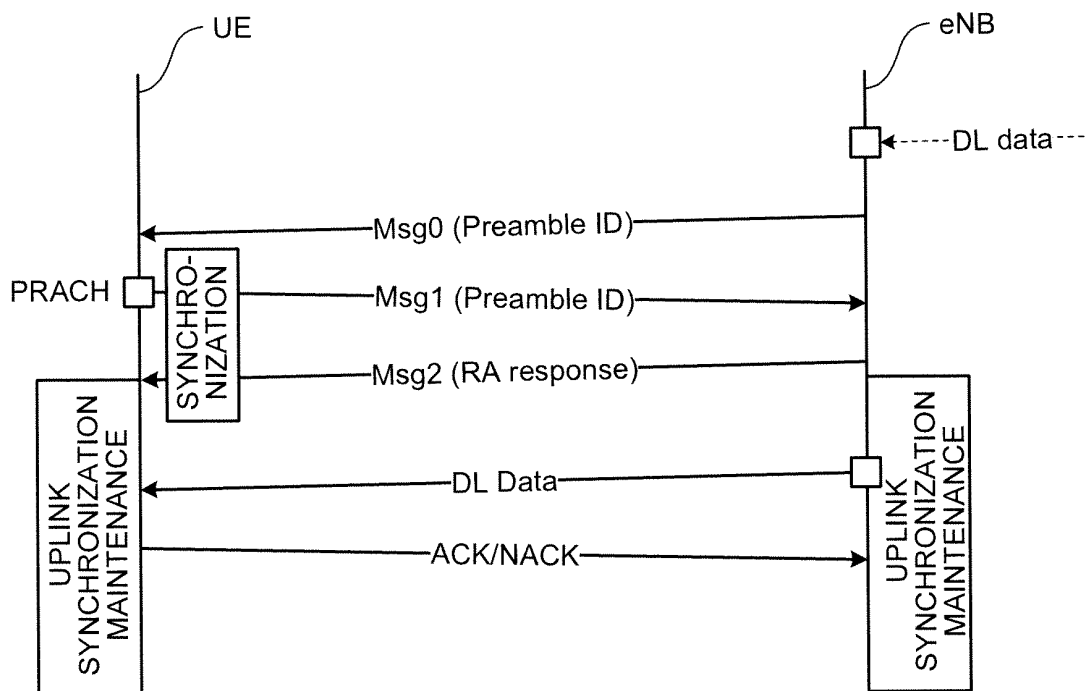 UE
eNB
DL data
Msg0 (Preamble ID)
PRACH
SYNCHRO-
NIZATION
Msg1 (Preamble ID)
Msg2 (RA response)
UPLINK
SYNCHRONIZATION
MAINTENANCE
DL Data
ACK/NACK
UPLINK
SYNCHRONIZATION
MAINTENANCE